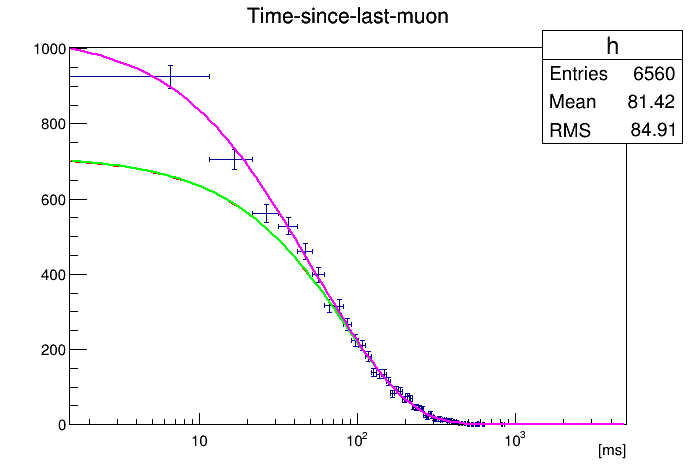 Time-since-last-muon
h
Entries 6560
Mean 81.42
RMS 84.91
1000
800
600
400
200
0
10 10² 10³
[ms]